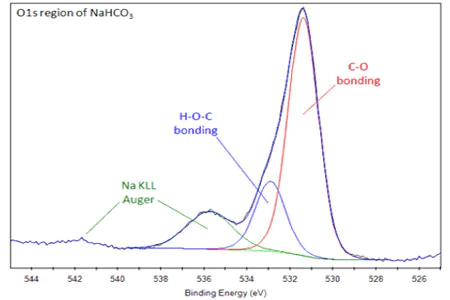 O1s region of NaHCO₃
C-O
bonding
H-O-C
bonding
Na KLL
Auger
544 542 540 538 536 534 532 530 528 526
Binding Energy (eV)